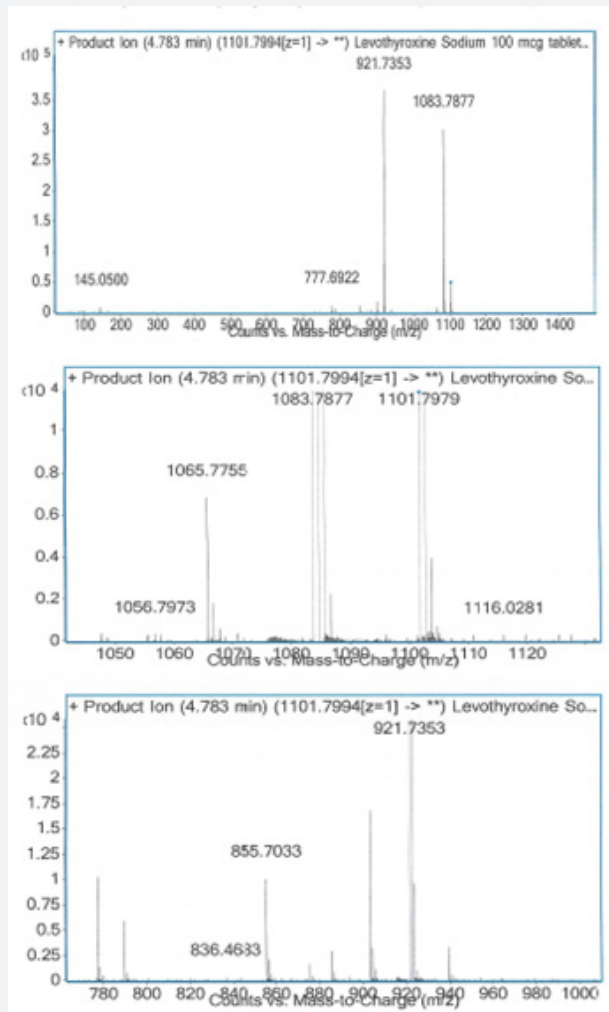 + Product Ion (4.783 min) (1101.7994[z=1] -> **) Levothyroxine Sodium 100 mcg tablet..
x10 5
921.7353
1083.7877
3.5
3
2.5
2
1.5
1
0.5
0
145.0500
777.6922
100 200 300 400 500 600 700 800 900 1000 1100 1200 1300 1400
Counts vs. Mass-to-Charge (m/z)
+ Product Ion (4.783 min) (1101.7994[z=1] -> **) Levothyroxine So...
x10 4
1083.7877 1101.7979
1
0.8
0.6
0.4
0.2
0
1065.7755
1056.7973
1116.0281
1050 1060 1070 1080 1090 1100 1110 1120
Counts vs. Mass-to-Charge (m/z)
+ Product Ion (4.783 min) (1101.7994[z=1] -> **) Levothyroxine So...
x10 4
921.7353
2.25
2
1.75
1.5
1.25
1
0.75
0.5
0.25
0
855.7033
836.4633
780 800 820 840 860 880 900 920 940 960 980 1000
Counts vs. Mass-to-Charge (m/z)